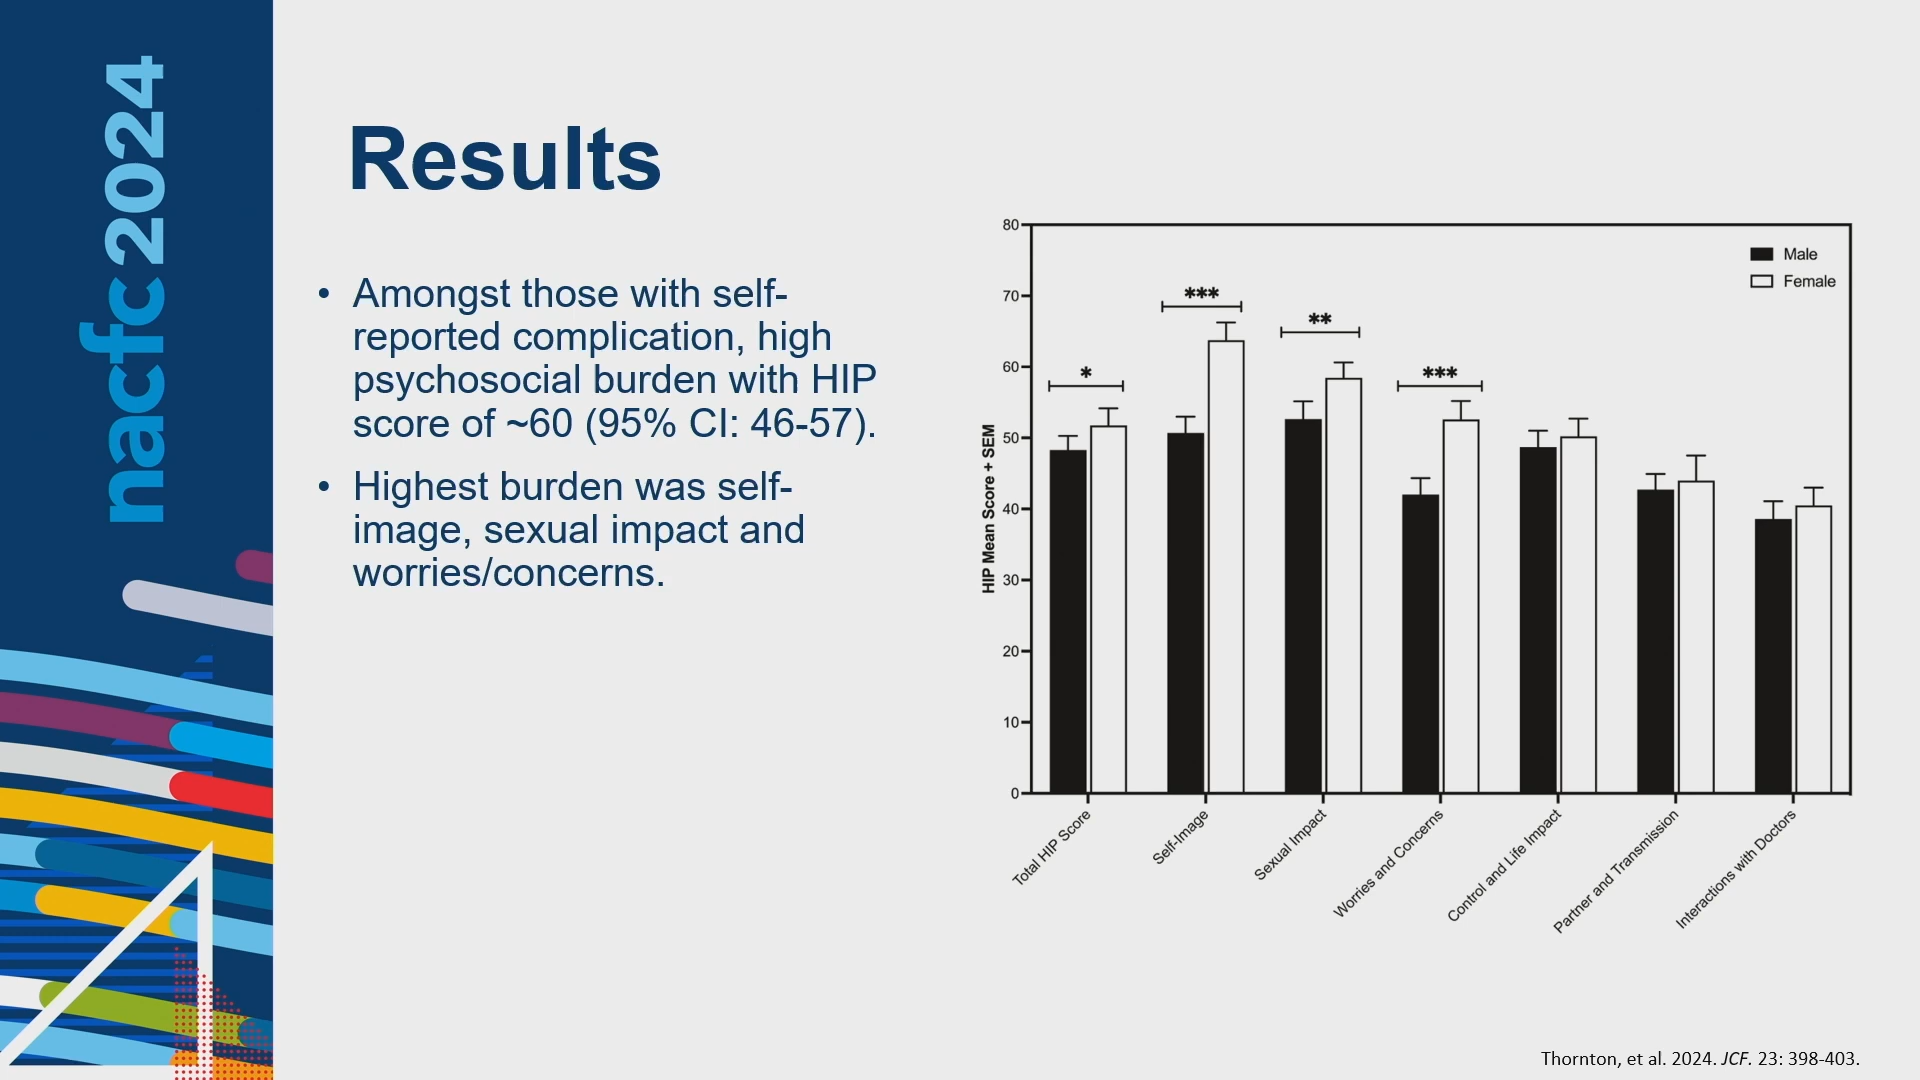 nacfc 2024
Results
• Amongst those with self-
reported complication, high
psychosocial burden with HIP
score of ~60 (95% CI: 46-57).
• Highest burden was self-
image, sexual impact and
worries/concerns.
HIP Mean Score + SEM
80
70
60
50
40
30
20
10
0
Male
Female
*
***
**
***
Total HIP Score
Self-Image
Sexual Impact
Worries and Concerns
Control and Life Impact
Partner and Transmission
Interactions with Doctors
Thornton, et al. 2024. JCF. 23: 398-403.